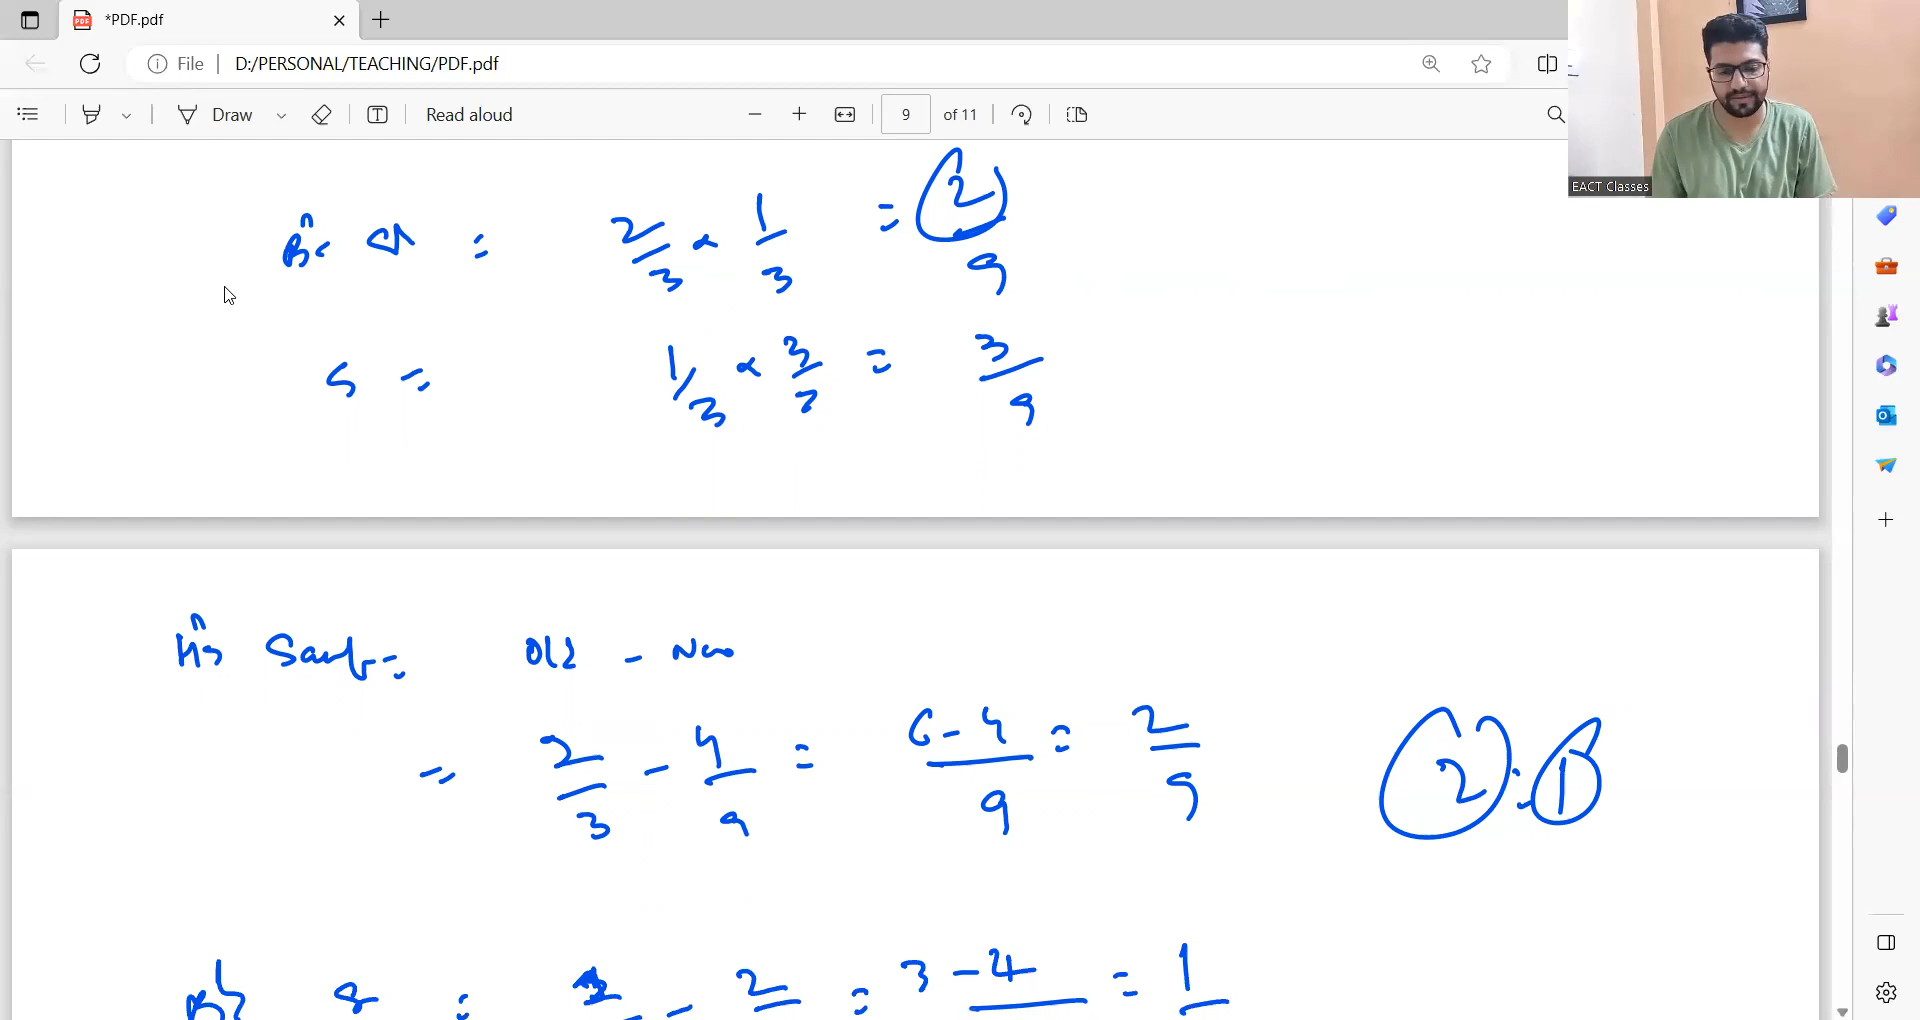 *PDF.pdf
File D:/PERSONAL/TEACHING/PDF.pdf
Draw Read aloud 9 of 11
EACT Classes
= 2/3 × 1/3 = 2/9
S = 1/3 × 3/3 = 3/9
Old - New
= 2/3 - 4/9 = 6-4/9 = 2/9 2:1
- 2 = 3-2 = 1